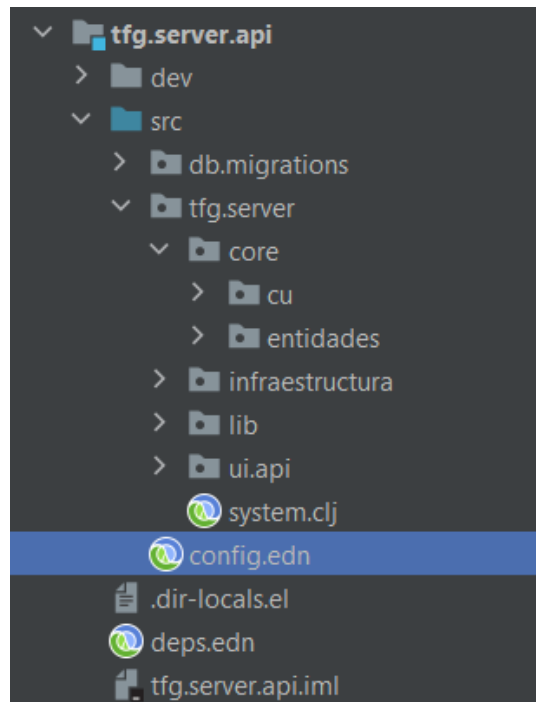 tfg.server.api
dev
src
db.migrations
tfg.server
core
cu
entidades
infraestructura
lib
ui.api
system.clj
config.edn
.dir-locals.el
deps.edn
tfg.server.api.iml